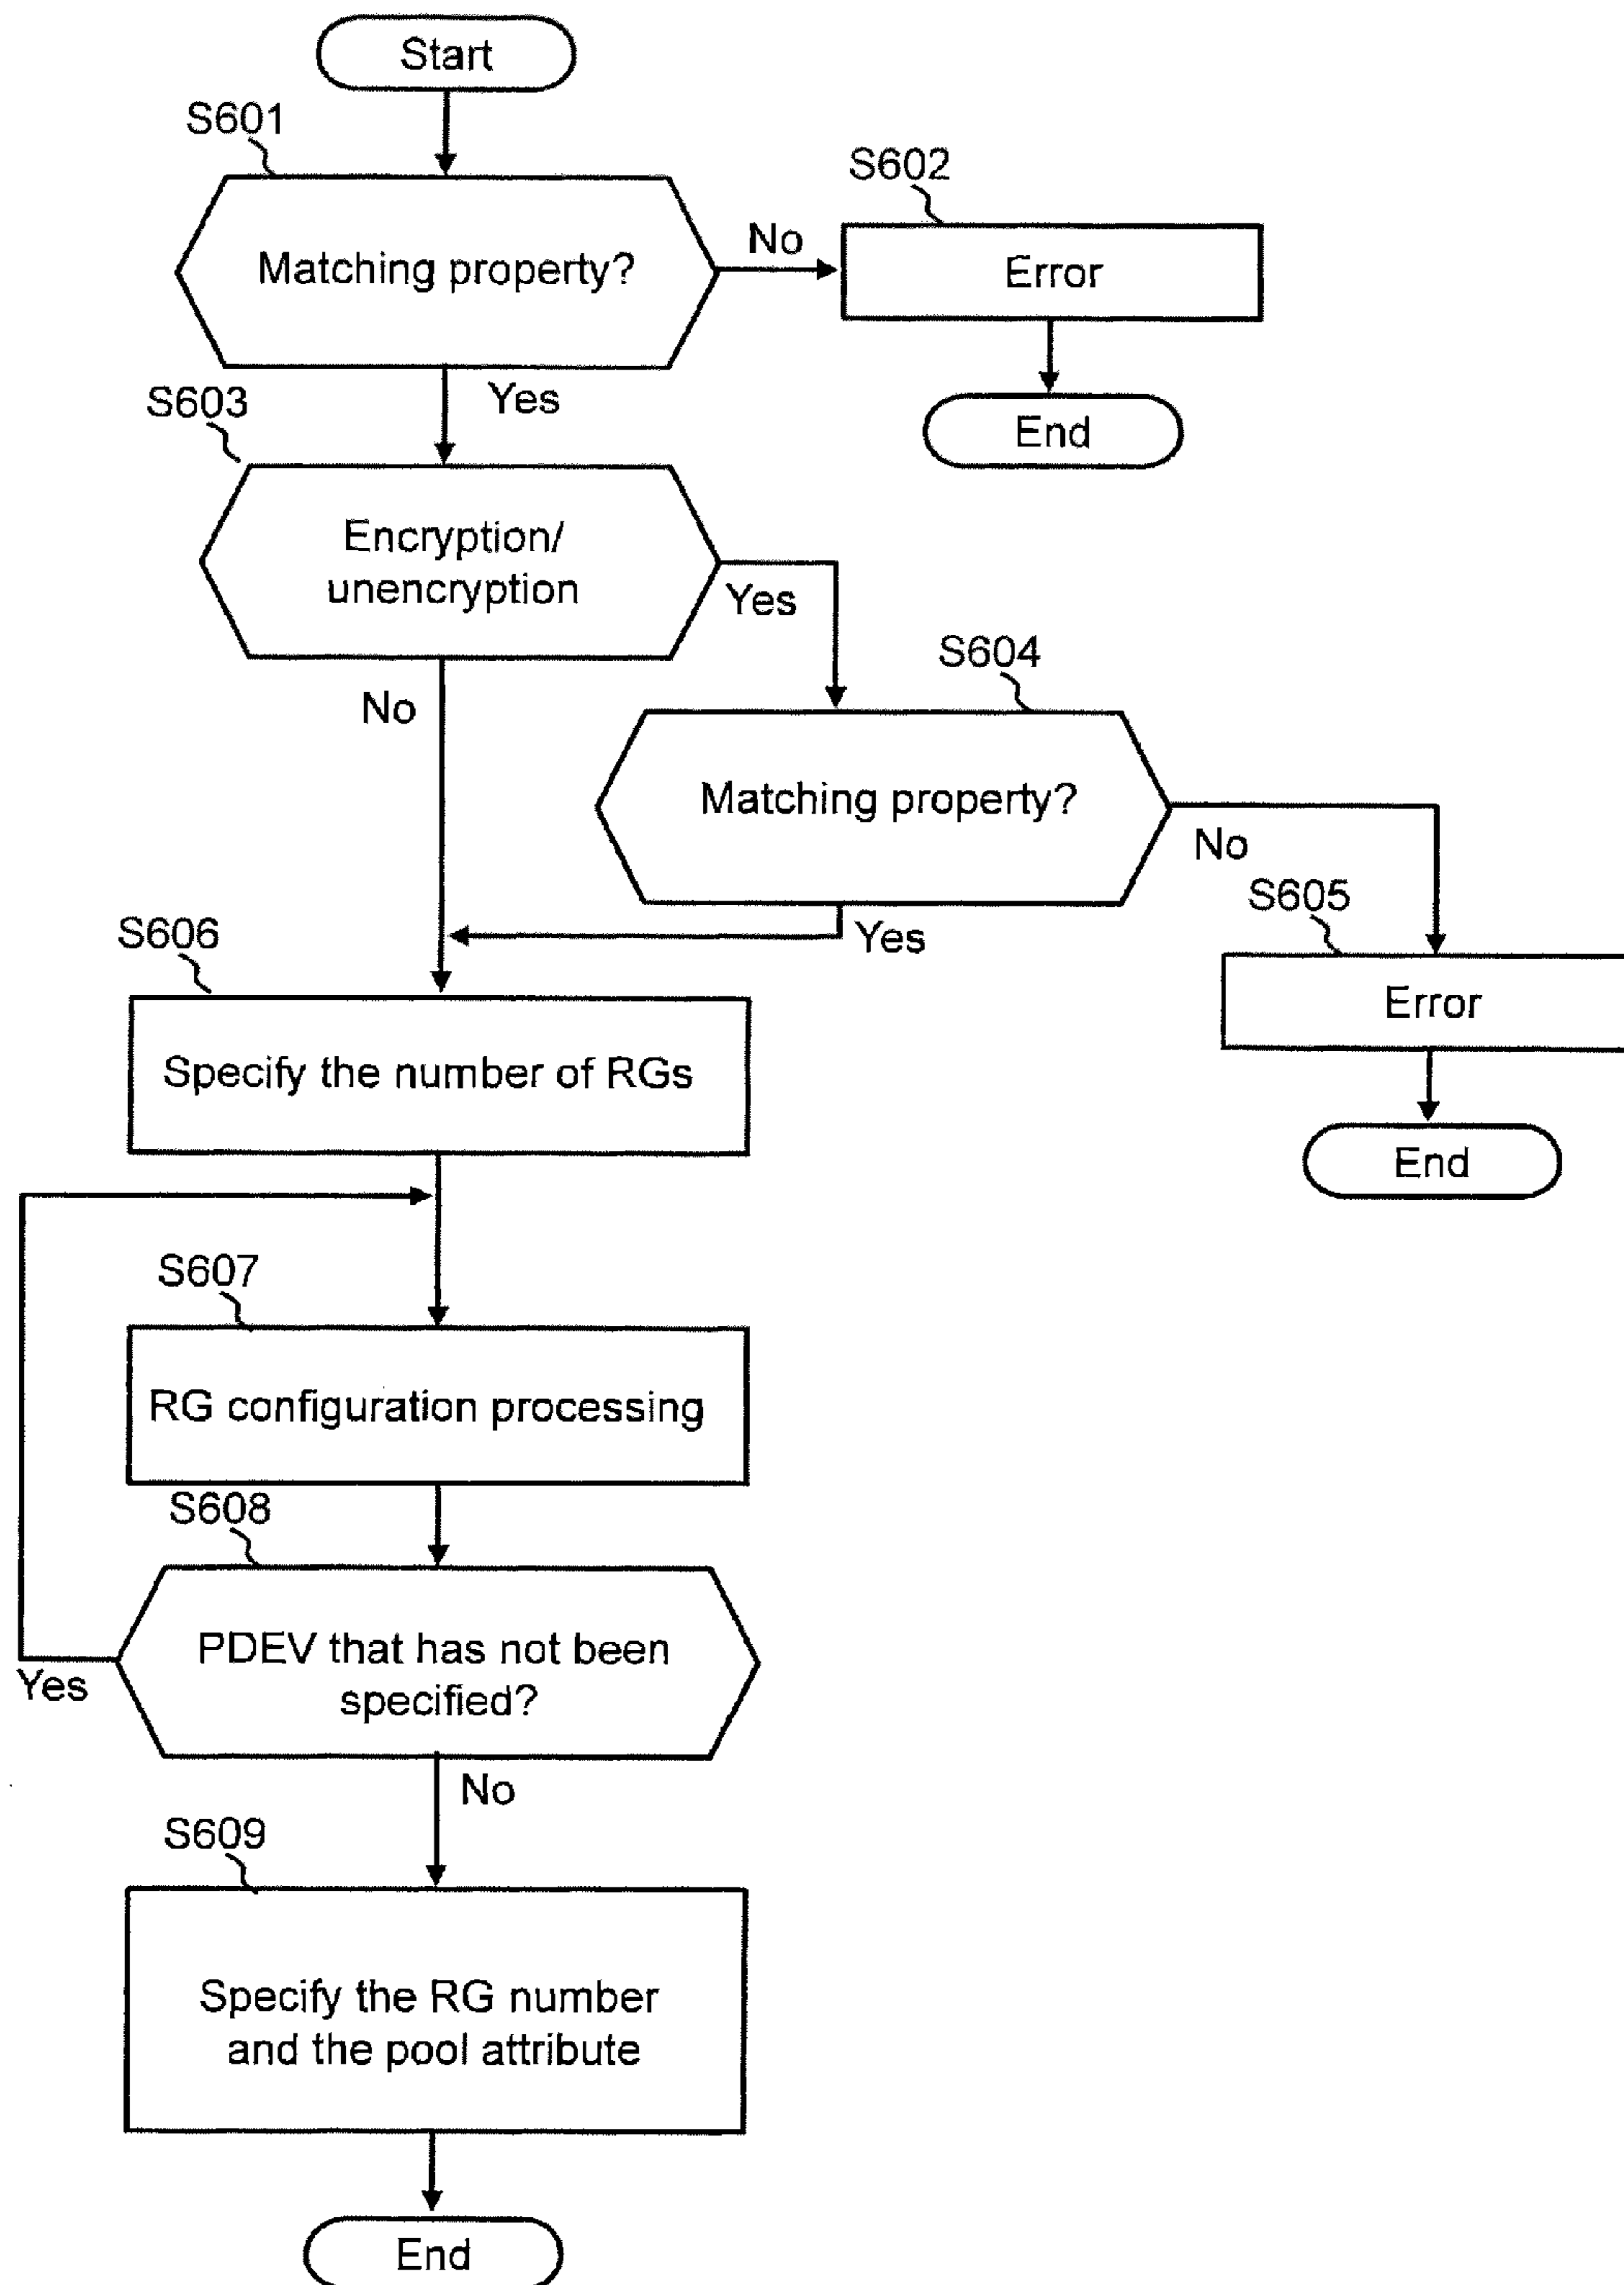 Start
S601
Matching property?
No
S602
Error
End
Yes
S603
Encryption/
unencryption
Yes
No
S604
Matching property?
No
Yes
S605
Error
End
S606
Specify the number of RGs
S607
RG configuration processing
S608
PDEV that has not been
specified?
Yes
No
S609
Specify the RG number
and the pool attribute
End